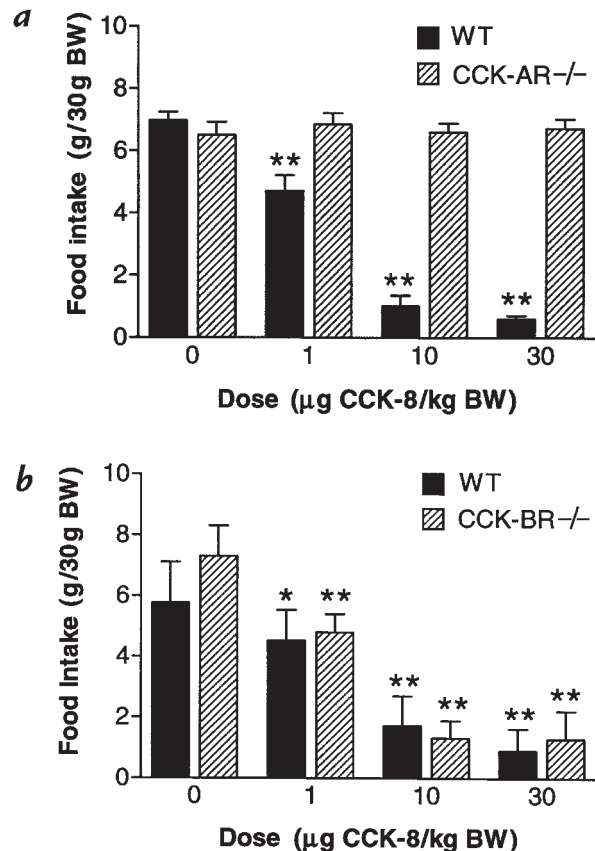 a
10
8
6
4
2
0
Food intake (g/30g BW)
WT
CCK-AR−/−
**
**
**
0 1 10 30
Dose (µg CCK-8/kg BW)
b
10
8
6
4
2
0
Food Intake (g/30g BW)
WT
CCK-BR−/−
* **
** **
** **
0 1 10 30
Dose (µg CCK-8/kg BW)